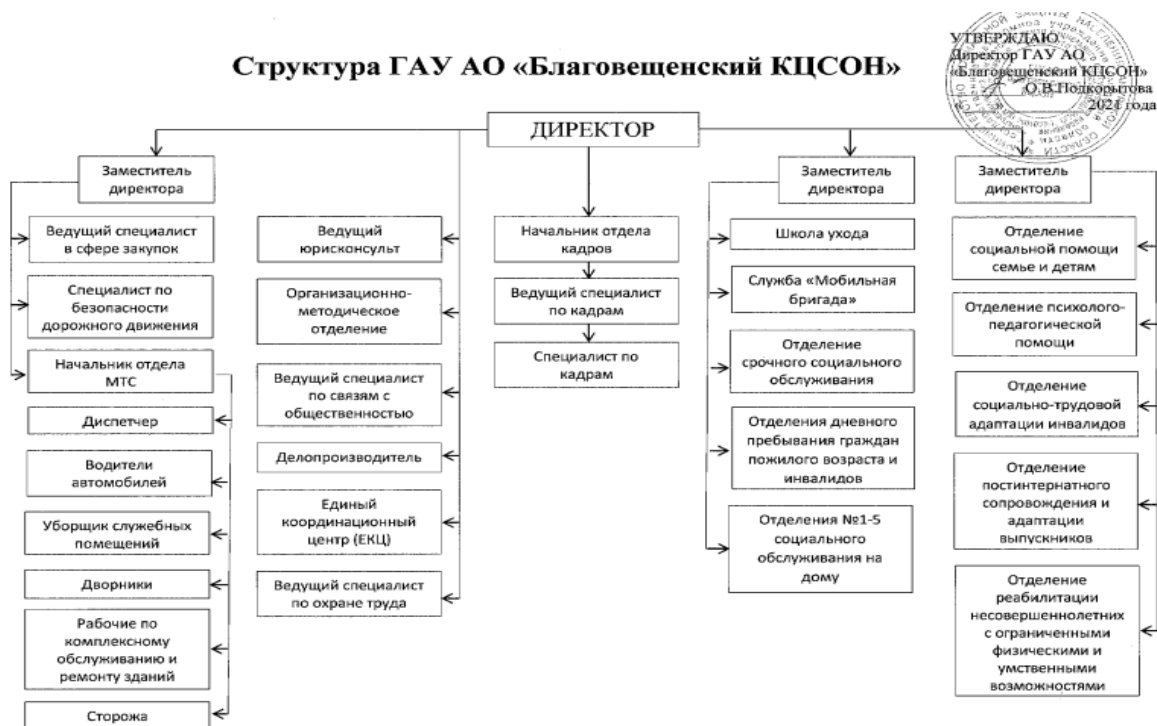 УТВЕРЖДАЮ
Директор ГАУ АО
«Благовещенский КЦСОН»
О.В.Подкорытова
2021 года
Структура ГАУ АО «Благовещенский КЦСОН»
ДИРЕКТОР
Заместитель
директора
Ведущий специалист
в сфере закупок
Специалист по
безопасности
дорожного движения
Начальник отдела
МТС
Диспетчер
Водители
автомобилей
Уборщик служебных
помещений
Дворники
Рабочие по
комплексному
обслуживанию и
ремонту зданий
Сторожа
Ведущий
юрисконсульт
Организационно-
методическое
отделение
Ведущий специалист
по связям с
общественностью
Делопроизводитель
Единый
координационный
центр (ЕКЦ)
Ведущий специалист
по охране труда
Начальник отдела
кадров
Ведущий специалист
по кадрам
Специалист по
кадрам
Заместитель
директора
Школа ухода
Служба «Мобильная
бригада»
Отделение
срочного социального
обслуживания
Отделения дневного
пребывания граждан
пожилого возраста и
инвалидов
Отделения №1-5
социального
обслуживания на
дому
Заместитель
директора
Отделение
социальной помощи
семье и детям
Отделение психолого-
педагогической
помощи
Отделение
социально-трудовой
адаптации инвалидов
Отделение
постинтернатного
сопровождения и
адаптации
выпускников
Отделение
реабилитации
несовершеннолетних
с ограниченными
физическими и
умственными
возможностями